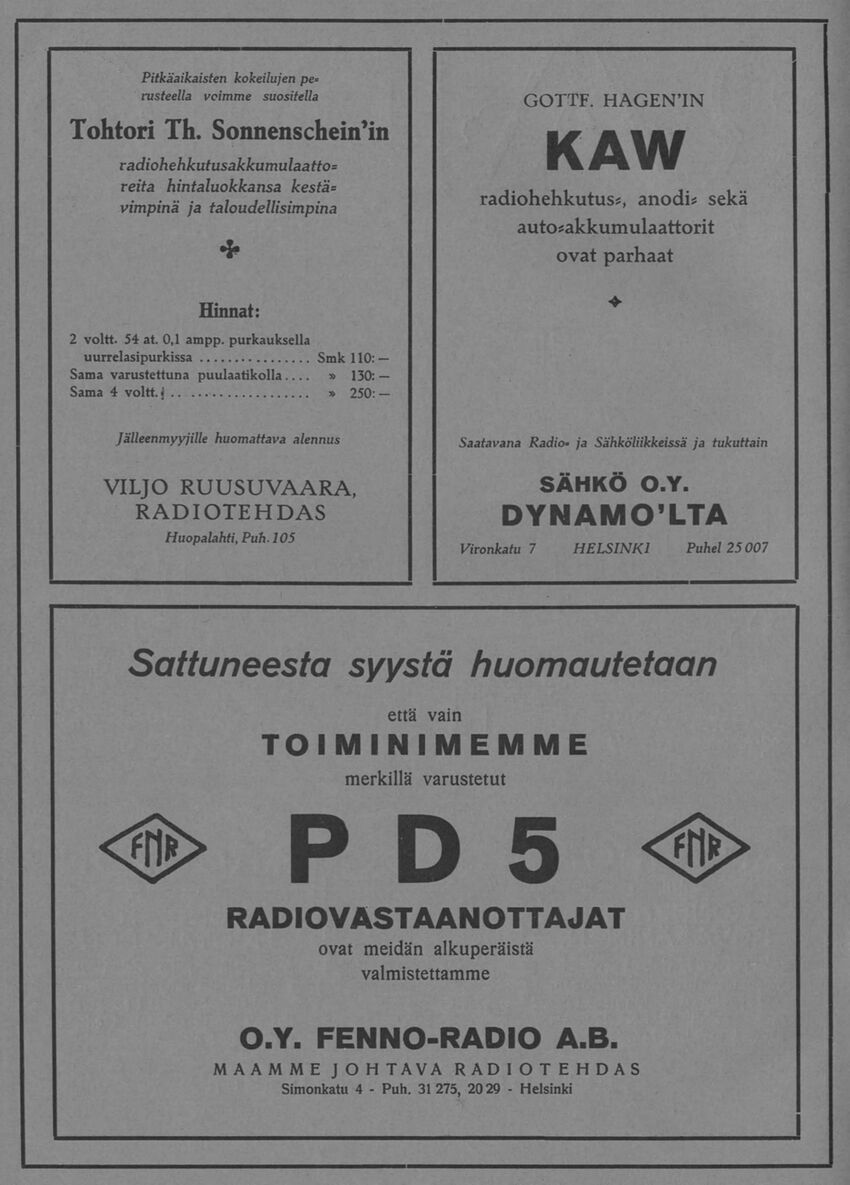 Pitkäaikaisten kokeilujen pe=
rusteella voimme suositella
Tohtori Th. Sonnenschein'in
radiohehkutusakkumulaatto=
reita hintaluokkansa kestä=
vimpinä ja taloudellisimpina
Hinnat:
2 voltt. 54 at. 0,1 ampp. purkauksella
uurrelasipurkissa ................ Smk 110: —
Sama varustettuna puulaatikolla .... » 130: —
Sama 4 voltt. .................... » 250: —
Jälleenmyyjille huomattava alennus
VILJO RUUSUVAARA,
RADIOTEHDAS
Huopalahti, Puh. 105
GOTTF. HAGEN'IN
KAW
radiohehkutus=, anodi= sekä
auto=akkumulaattorit
ovat parhaat
Saatavana Radio= ja Sähköliikkeissä ja tukuttain
SÄHKÖ O.Y.
DYNAMO'LTA
Vironkatu 7 HELSINKI Puhel 25 007
Sattuneesta syystä huomautetaan
että vain
TOIMINIMEMME
merkillä varustetut
FNR P D 5 FNR
RADIOVASTAANOTTAJAT
ovat meidän alkuperäistä
valmistettamme
O.Y. FENNO-RADIO A.B.
MAAMME JOHTAVA RADIOTEHDAS
Simonkatu 4 - Puh. 31 275, 20 29 - Helsinki